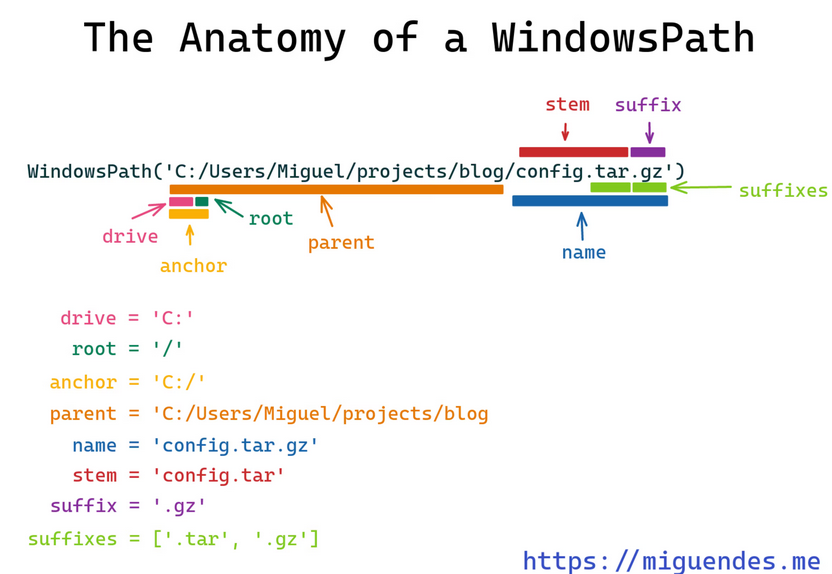 The Anatomy of a WindowsPath
stem suffix
WindowsPath('C:/Users/Miguel/projects/blog/config.tar.gz')
suffixes
drive root parent name
anchor
drive = 'C:'
root = '/'
anchor = 'C:/'
parent = 'C:/Users/Miguel/projects/blog
name = 'config.tar.gz'
stem = 'config.tar'
suffix = '.gz'
suffixes = ['.tar', '.gz']
https://miguendes.me